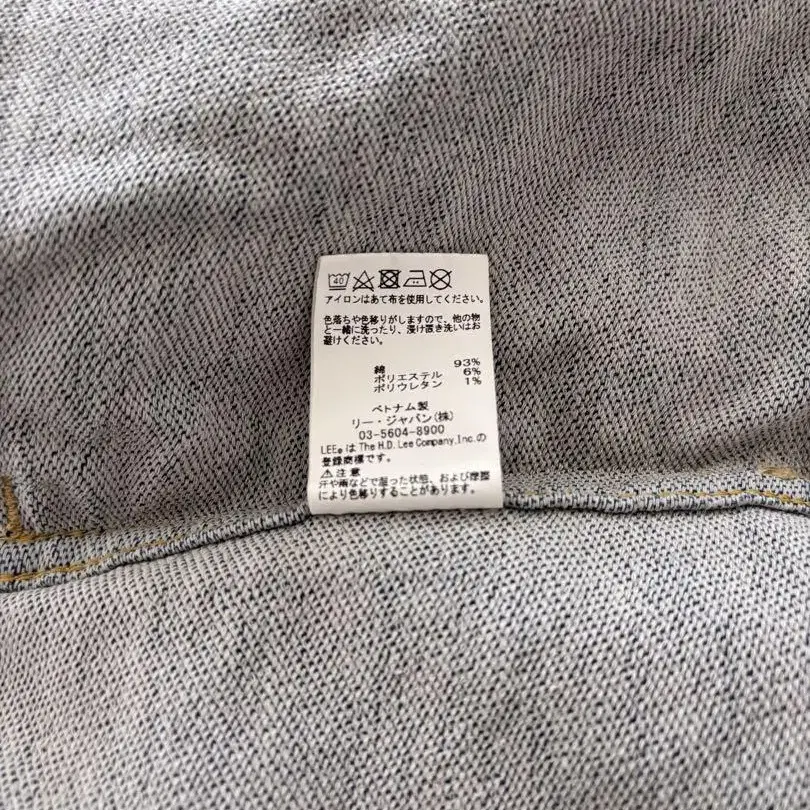 40
アイロンはあて布を使用してください。
色落ちや色移りがしますので、他の物
と一緒に洗ったり、浸け置き洗いはお
避けください。
綿 93%
ポリエステル 6%
ポリウレタン 1%
ベトナム製
リー・ジャパン(株)
03-5604-8900
LEE®は The H.D. Lee Company,Inc.の
登録商標です。
⚠注意
汗や雨などで湿った状態、および摩擦
により色移りすることがあります。